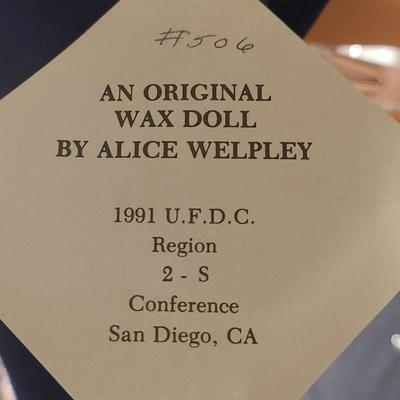 #506
AN ORIGINAL
WAX DOLL
BY ALICE WELPLEY
1991 U.F.D.C.
Region
2 - S
Conference
San Diego, CA